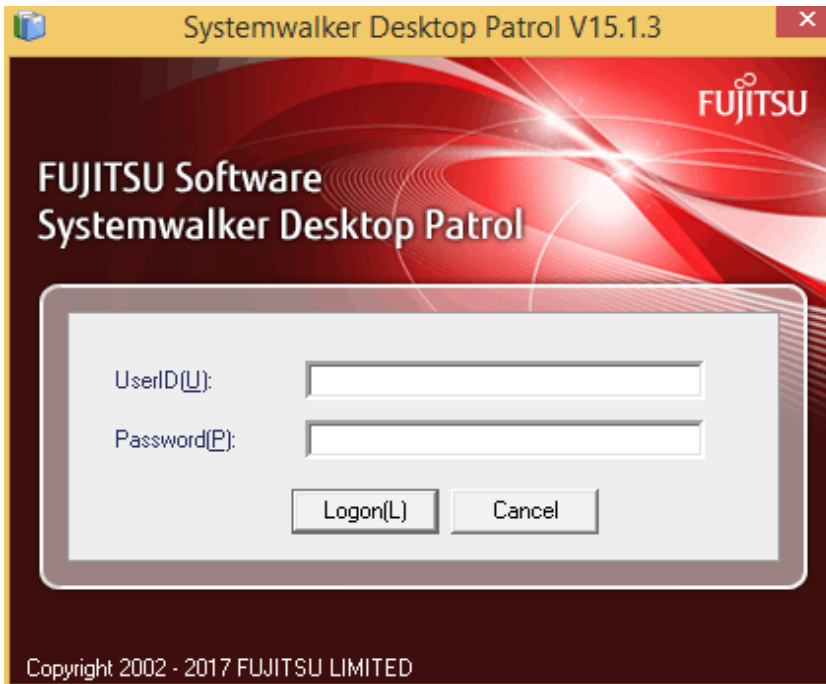 Systemwalker Desktop Patrol V15.1.3
FUJITSU
FUJITSU Software
Systemwalker Desktop Patrol
UserID(U):
Password(P):
Logon(L) Cancel
Copyright 2002 - 2017 FUJITSU LIMITED